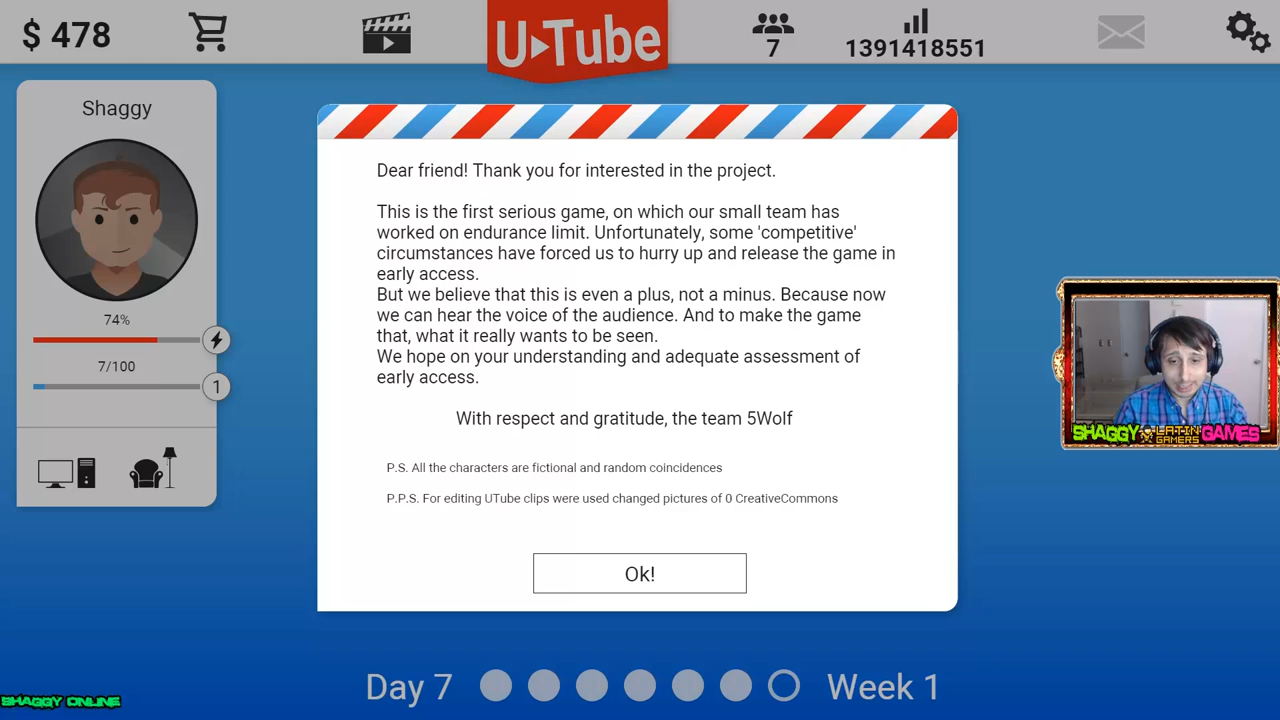 $ 478
U Tube
7
1391418551
Shaggy
74%
7/100
1
Dear friend! Thank you for interested in the project.
This is the first serious game, on which our small team has
worked on endurance limit. Unfortunately, some 'competitive'
circumstances have forced us to hurry up and release the game in
early access.
But we believe that this is even a plus, not a minus. Because now
we can hear the voice of the audience. And to make the game
that, what it really wants to be seen.
We hope on your understanding and adequate assessment of
early access.
With respect and gratitude, the team 5Wolf
P.S. All the characters are fictional and random coincidences
P.P.S. For editing UTube clips were used changed pictures of 0 CreativeCommons
Ok!
SHAGGY LATIN GAMERS GAMES
Day 7
Week 1
SHAGGY ONLINE